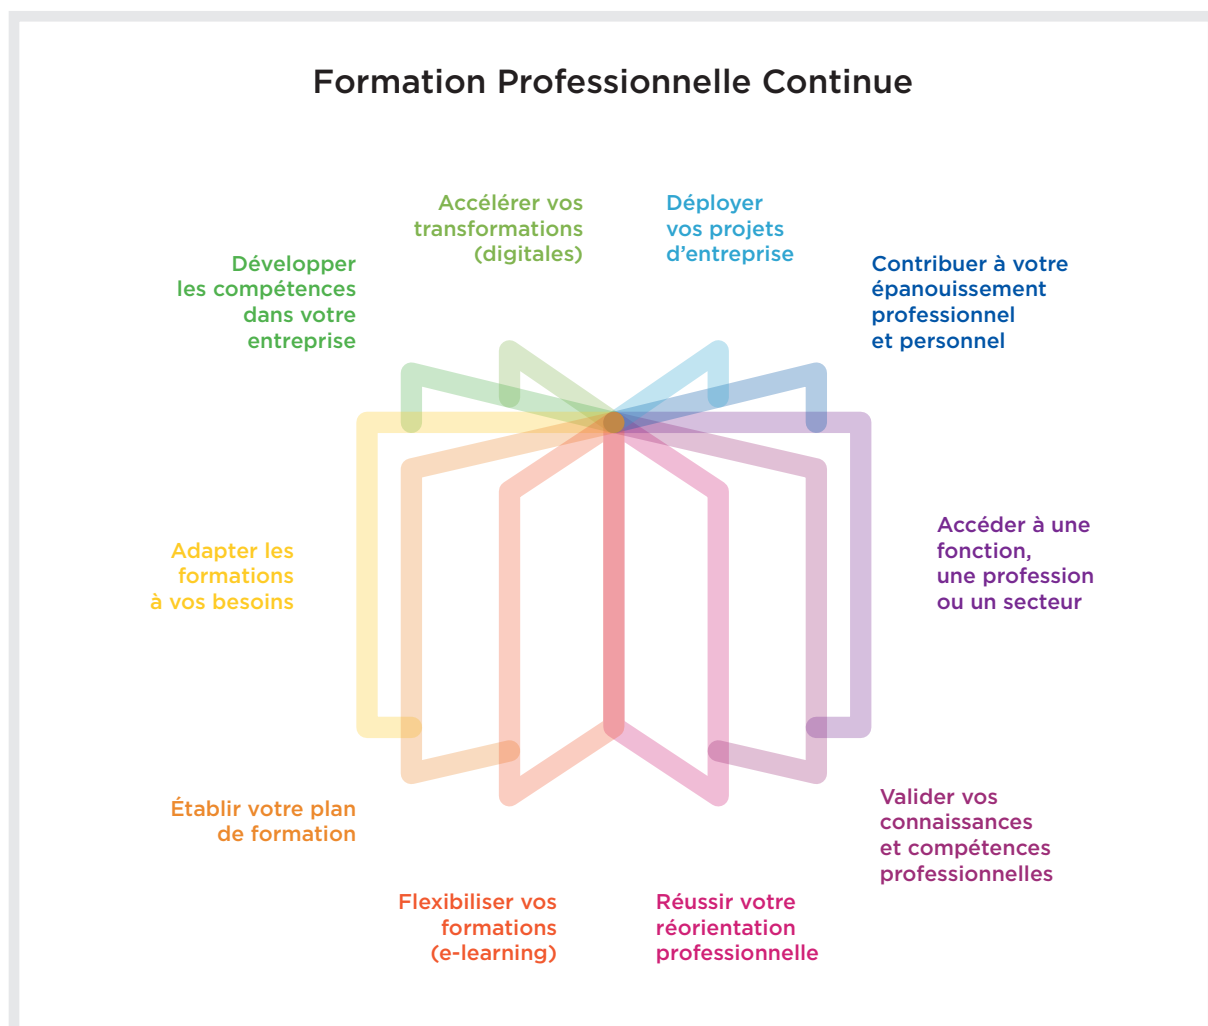 Formation Professionnelle Continue
Accélérer vos
transformations
(digitales)
Déployer
vos projets
d’entreprise
Développer
les compétences
dans votre
entreprise
Contribuer à votre
épanouissement
professionnel
et personnel
Adapter les
formations
à vos besoins
Accéder à une
fonction,
une profession
ou un secteur
Établir votre plan
de formation
Valider vos
connaissances
et compétences
professionnelles
Flexibiliser vos
formations
(e-learning)
Réussir votre
réorientation
professionnelle